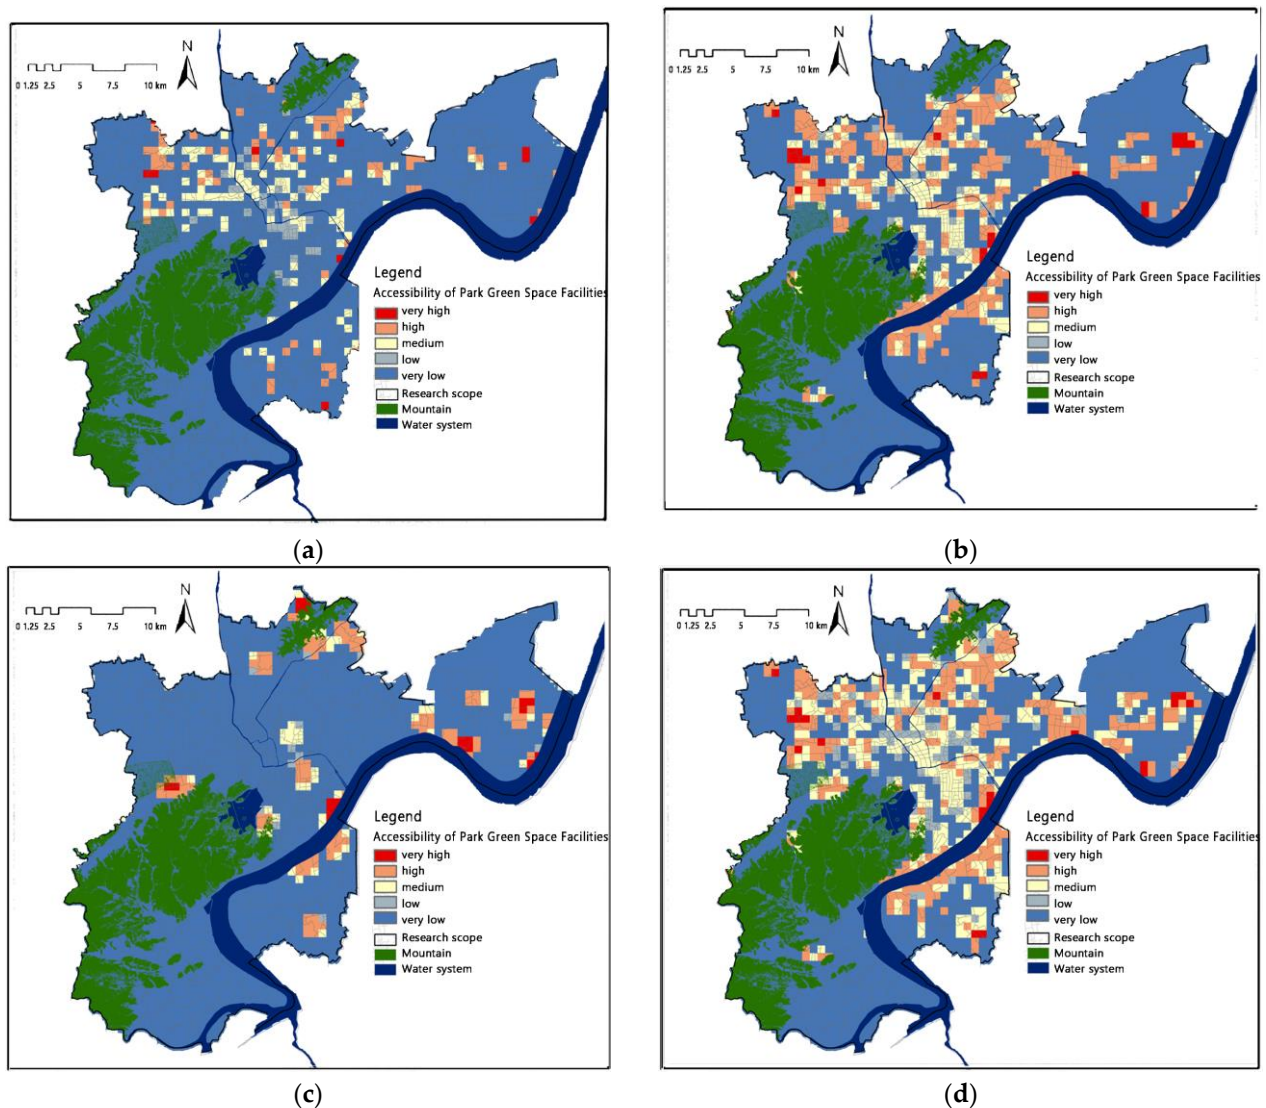 N
0 1.25 2.5 5 7.5 10 km
Legend
Accessibility of Park Green Space Facilities
very high
high
medium
low
very low
Research scope
Mountain
Water system
(a)
N
0 1.25 2.5 5 7.5 10 km
Legend
Accessibility of Park Green Space Facilities
very high
high
medium
low
very low
Research scope
Mountain
Water system
(b)
N
0 1.25 2.5 5 7.5 10 km
Legend
Accessibility of Park Green Space Facilities
very high
high
medium
low
very low
Research scope
Mountain
Water system
(c)
N
0 1.25 2.5 5 7.5 10 km
Legend
Accessibility of Park Green Space Facilities
very high
high
medium
low
very low
Research scope
Mountain
Water system
(d)